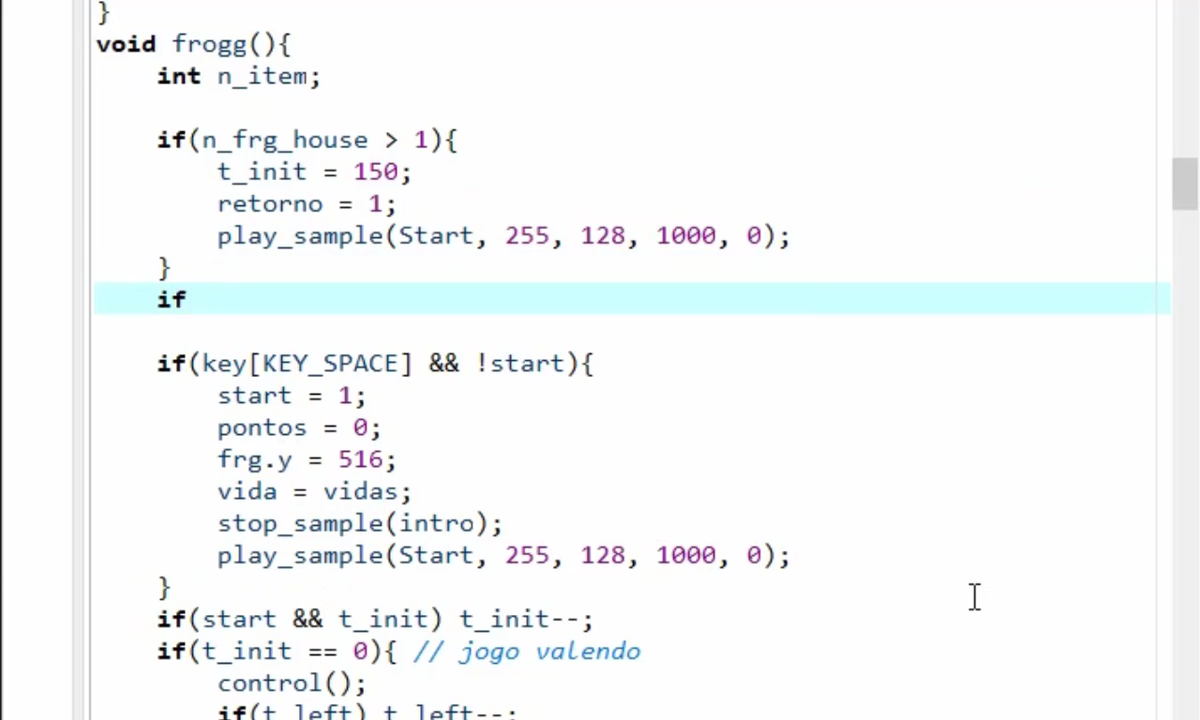 }
void frogg(){
    int n_item;

    if(n_frg_house > 1){
        t_init = 150;
        retorno = 1;
        play_sample(Start, 255, 128, 1000, 0);
    }
    if

    if(key[KEY_SPACE] && !start){
        start = 1;
        pontos = 0;
        frg.y = 516;
        vida = vidas;
        stop_sample(intro);
        play_sample(Start, 255, 128, 1000, 0);
    }
    if(start && t_init) t_init--;
    if(t_init == 0){ // jogo valendo
        control();
        if(t_left) t_left--;